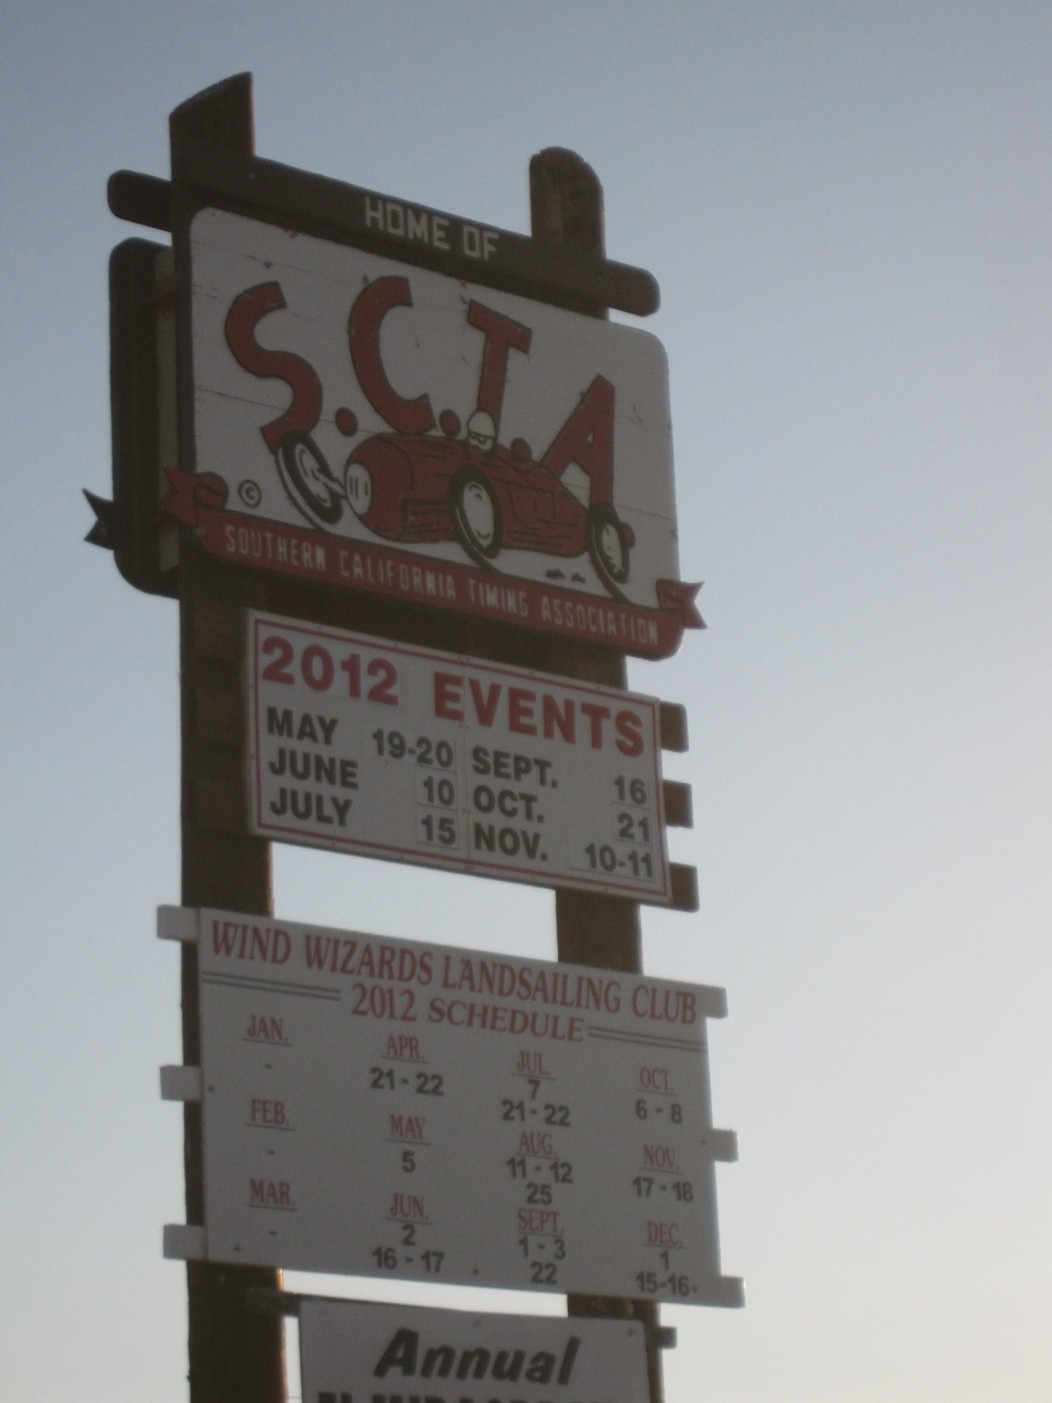 HOME OF
S.C.T.A
©
SOUTHERN CALIFORNIA TIMING ASSOCIATION
2012 EVENTS
MAY 19-20 SEPT. 16
JUNE 10 OCT. 21
JULY 15 NOV. 10-11
WIND WIZARDS LANDSAILING CLUB
2012 SCHEDULE
JAN.
-
FEB.
-
MAR.
-
APR.
21 - 22
MAY
5
JUN.
2
16 - 17
JUL.
7
21 - 22
AUG.
11 - 12
25
SEPT.
1 - 3
22
OCT.
6 - 8
NOV.
17 - 18
DEC.
1
15-16
Annual